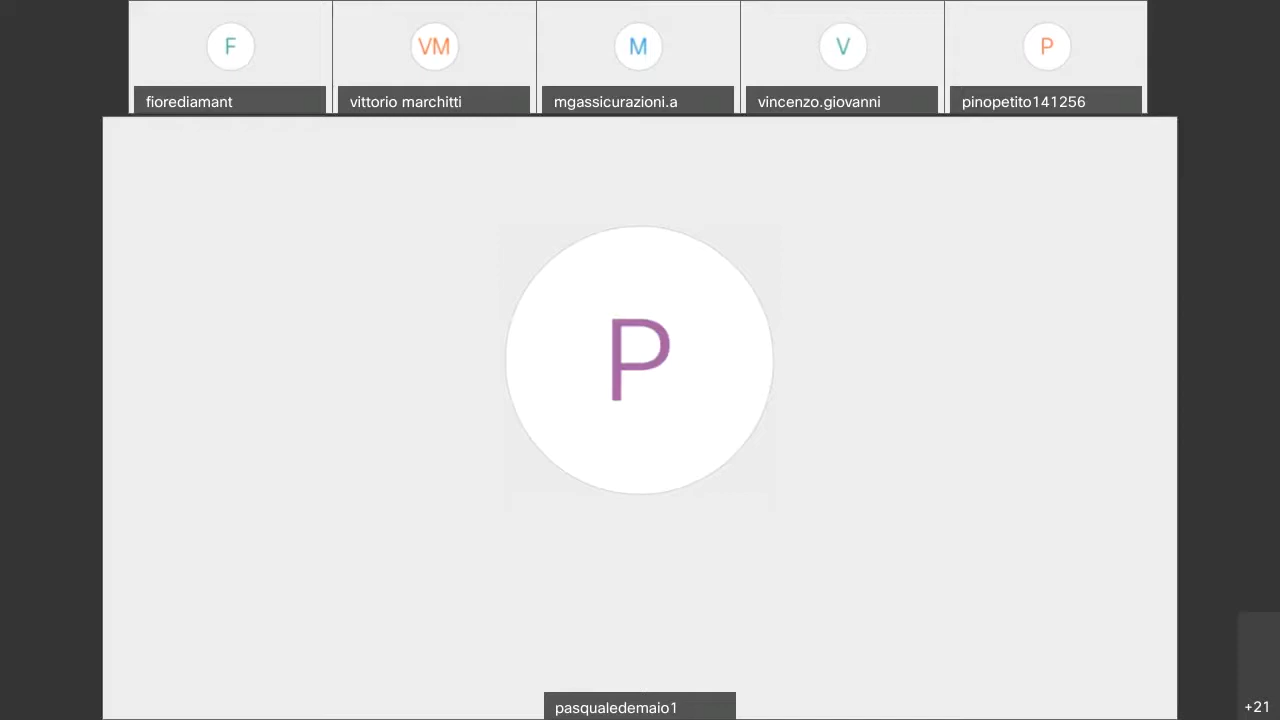 F
VM
M
V
P
fiorediamant
vittorio marchitti
mgassicurazioni.a
vincenzo.giovanni
pinopetito141256
P
pasqualedemaio1
+21